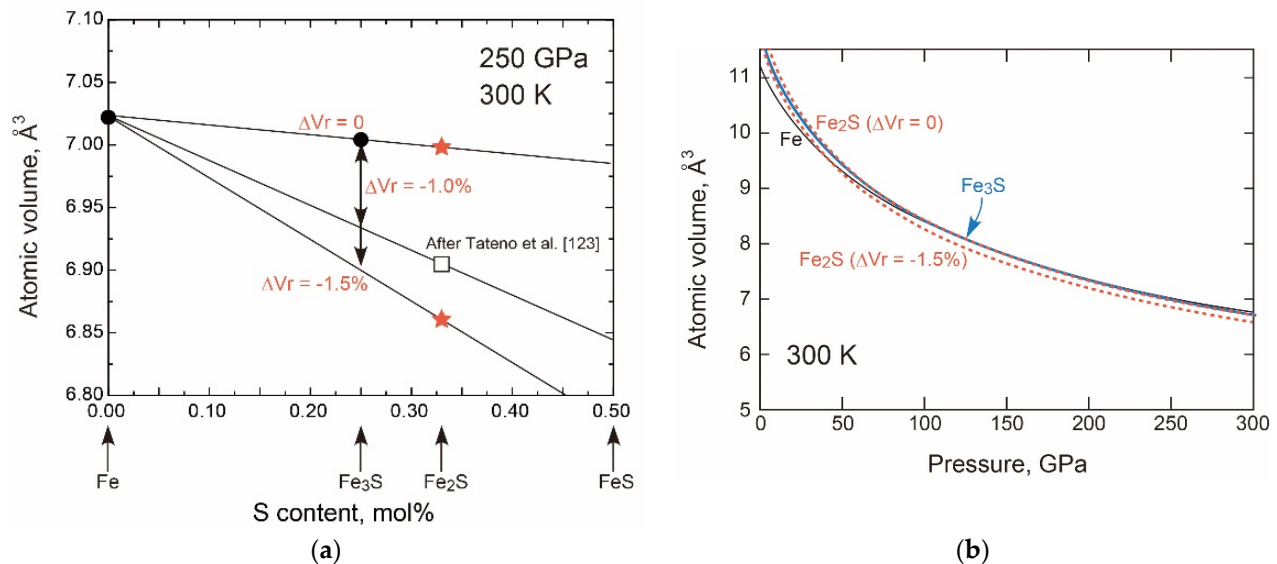 7.10
7.05
7.00
6.95
6.90
6.85
6.80
Atomic volume, Å3
250 GPa
300 K
ΔVr = 0
ΔVr = -1.0%
After Tateno et al. [123]
ΔVr = -1.5%
0.00 0.10 0.20 0.30 0.40 0.50
Fe Fe3S Fe2S FeS
S content, mol%
(a)
11
10
9
8
7
6
5
Atomic volume, Å3
Fe2S (ΔVr = 0)
Fe
Fe3S
Fe2S (ΔVr = -1.5%)
300 K
0 50 100 150 200 250 300
Pressure, GPa
(b)